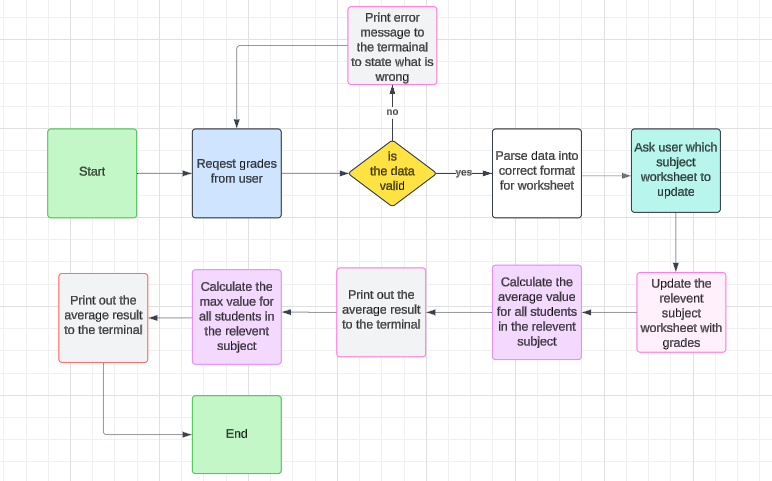 Print error
message to
the termainal
to state what is
wrong
no
Start
Reqest grades
from user
is
the data
valid
yes
Parse data into
correct format
for worksheet
Ask user which
subject
worksheet to
update
Print out the
average result
to the terminal
Calculate the
max value for
all students in
the relevent
subject
Print out the
average result
to the terminal
Calculate the
average value
for all students
in the relevent
subject
Update the
relevent
subject
worksheet with
grades
End